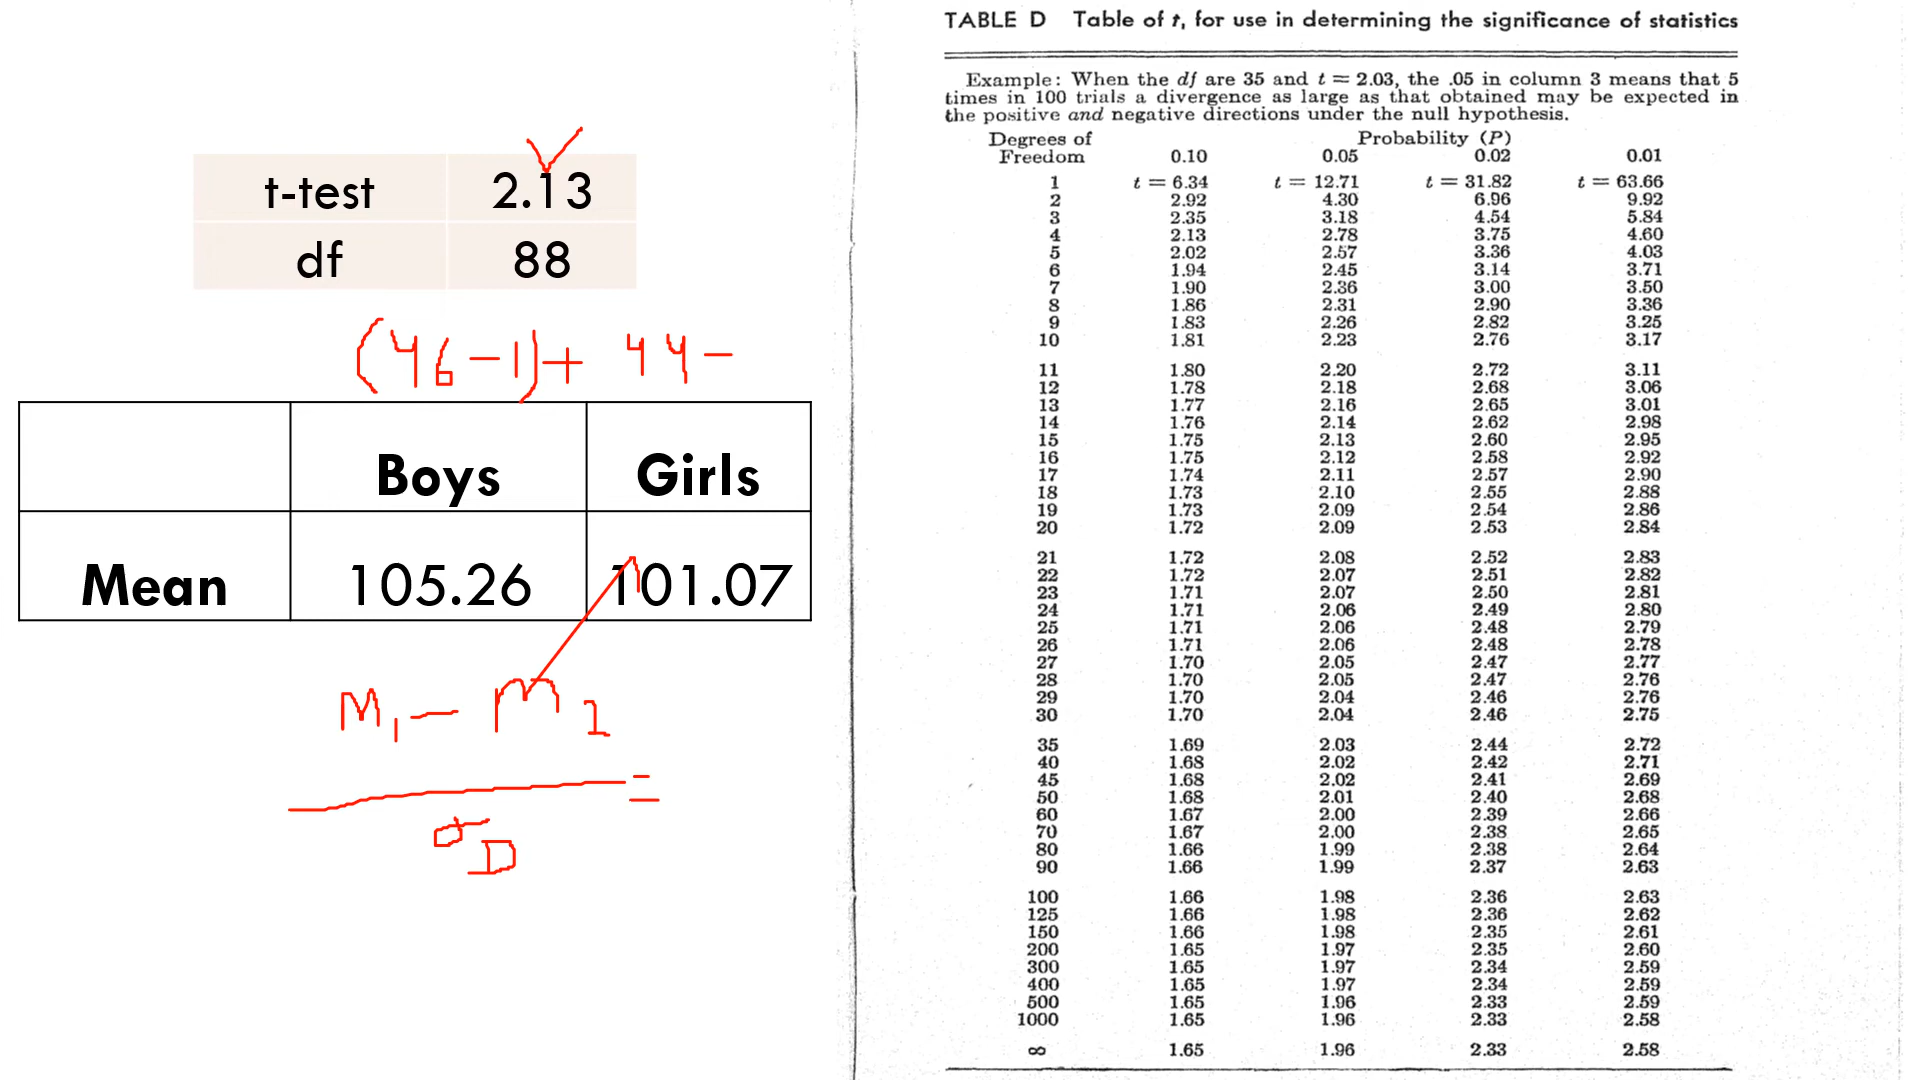 t-test 2.13
df 88
(46-1)+ 44-
Boys Girls
Mean 105.26 101.07
M1 - M2
=
σD
TABLE D Table of t, for use in determining the significance of statistics
Example: When the df are 35 and t = 2.03, the .05 in column 3 means that 5
times in 100 trials a divergence as large as that obtained may be expected in
the positive and negative directions under the null hypothesis.
Degrees of Probability (P)
Freedom 0.10 0.05 0.02 0.01
1 t = 6.34 t = 12.71 t = 31.82 t = 63.66
2 2.92 4.30 6.96 9.92
3 2.35 3.18 4.54 5.84
4 2.13 2.78 3.75 4.60
5 2.02 2.57 3.36 4.03
6 1.94 2.45 3.14 3.71
7 1.90 2.36 3.00 3.50
8 1.86 2.31 2.90 3.36
9 1.83 2.26 2.82 3.25
10 1.81 2.23 2.76 3.17
11 1.80 2.20 2.72 3.11
12 1.78 2.18 2.68 3.06
13 1.77 2.16 2.65 3.01
14 1.76 2.14 2.62 2.98
15 1.75 2.13 2.60 2.95
16 1.75 2.12 2.58 2.92
17 1.74 2.11 2.57 2.90
18 1.73 2.10 2.55 2.88
19 1.73 2.09 2.54 2.86
20 1.72 2.09 2.53 2.84
21 1.72 2.08 2.52 2.83
22 1.72 2.07 2.51 2.82
23 1.71 2.07 2.50 2.81
24 1.71 2.06 2.49 2.80
25 1.71 2.06 2.48 2.79
26 1.71 2.06 2.48 2.78
27 1.70 2.05 2.47 2.77
28 1.70 2.05 2.47 2.76
29 1.70 2.04 2.46 2.76
30 1.70 2.04 2.46 2.75
35 1.69 2.03 2.44 2.72
40 1.68 2.02 2.42 2.71
45 1.68 2.02 2.41 2.69
50 1.68 2.01 2.40 2.68
60 1.67 2.00 2.39 2.66
70 1.67 2.00 2.38 2.65
80 1.66 1.99 2.38 2.64
90 1.66 1.99 2.37 2.63
100 1.66 1.98 2.36 2.63
125 1.66 1.98 2.36 2.62
150 1.66 1.98 2.35 2.61
200 1.65 1.97 2.35 2.60
300 1.65 1.97 2.34 2.59
400 1.65 1.97 2.34 2.59
500 1.65 1.96 2.33 2.59
1000 1.65 1.96 2.33 2.58
∞ 1.65 1.96 2.33 2.58